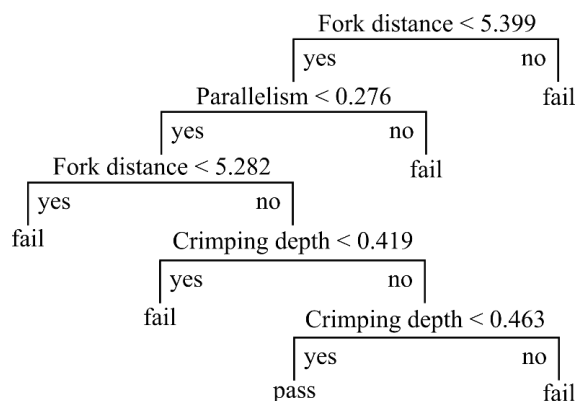 Fork distance < 5.399
yes no
Parallelism < 0.276
fail
yes no
Fork distance < 5.282
fail
yes no
fail
Crimping depth < 0.419
yes no
fail
Crimping depth < 0.463
yes no
pass fail